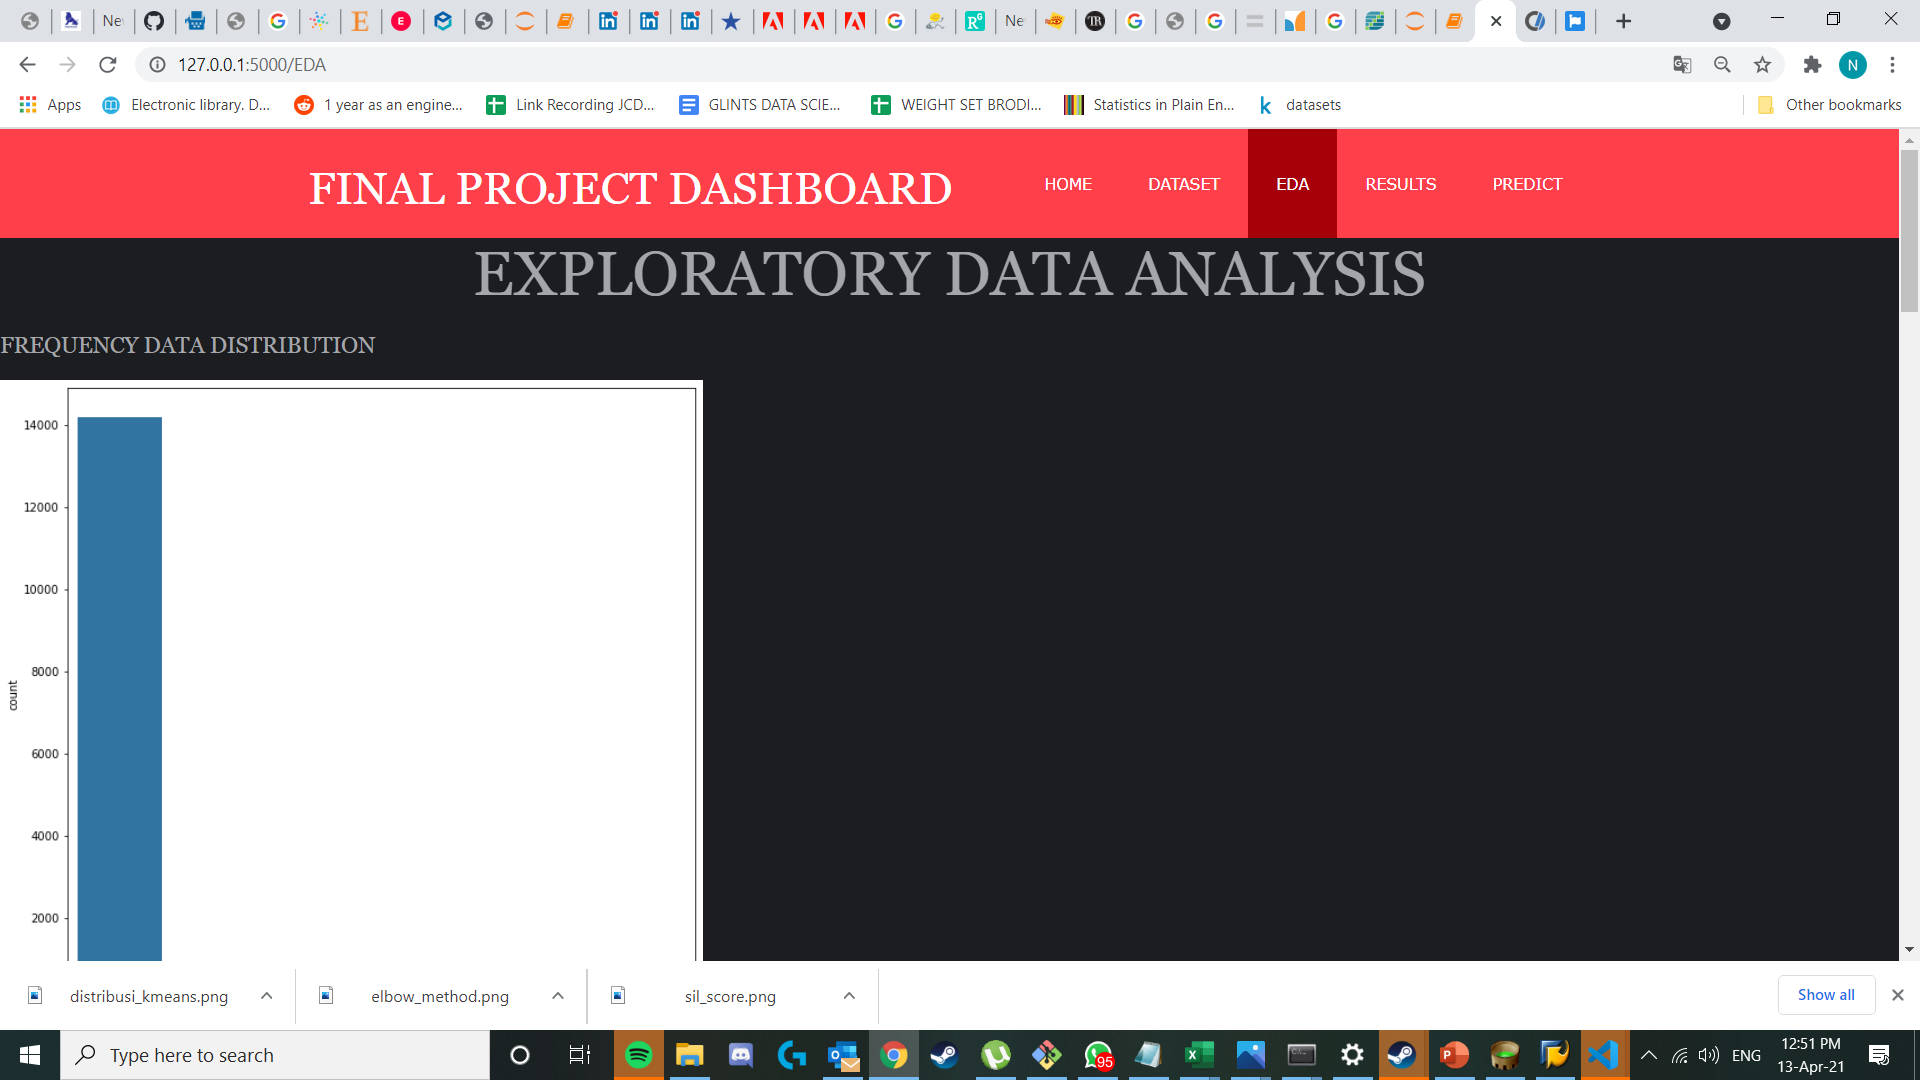 Ne
Ne
127.0.0.1:5000/EDA
N
Apps
Electronic library. D...
1 year as an engine...
Link Recording JCD...
GLINTS DATA SCIE...
WEIGHT SET BRODI...
Statistics in Plain En...
datasets
Other bookmarks
FINAL PROJECT DASHBOARD
HOME
DATASET
EDA
RESULTS
PREDICT
EXPLORATORY DATA ANALYSIS
FREQUENCY DATA DISTRIBUTION
14000
12000
10000
8000
6000
4000
2000
count
distribusi_kmeans.png
elbow_method.png
sil_score.png
Show all
Type here to search
95
ENG
12:51 PM
13-Apr-21